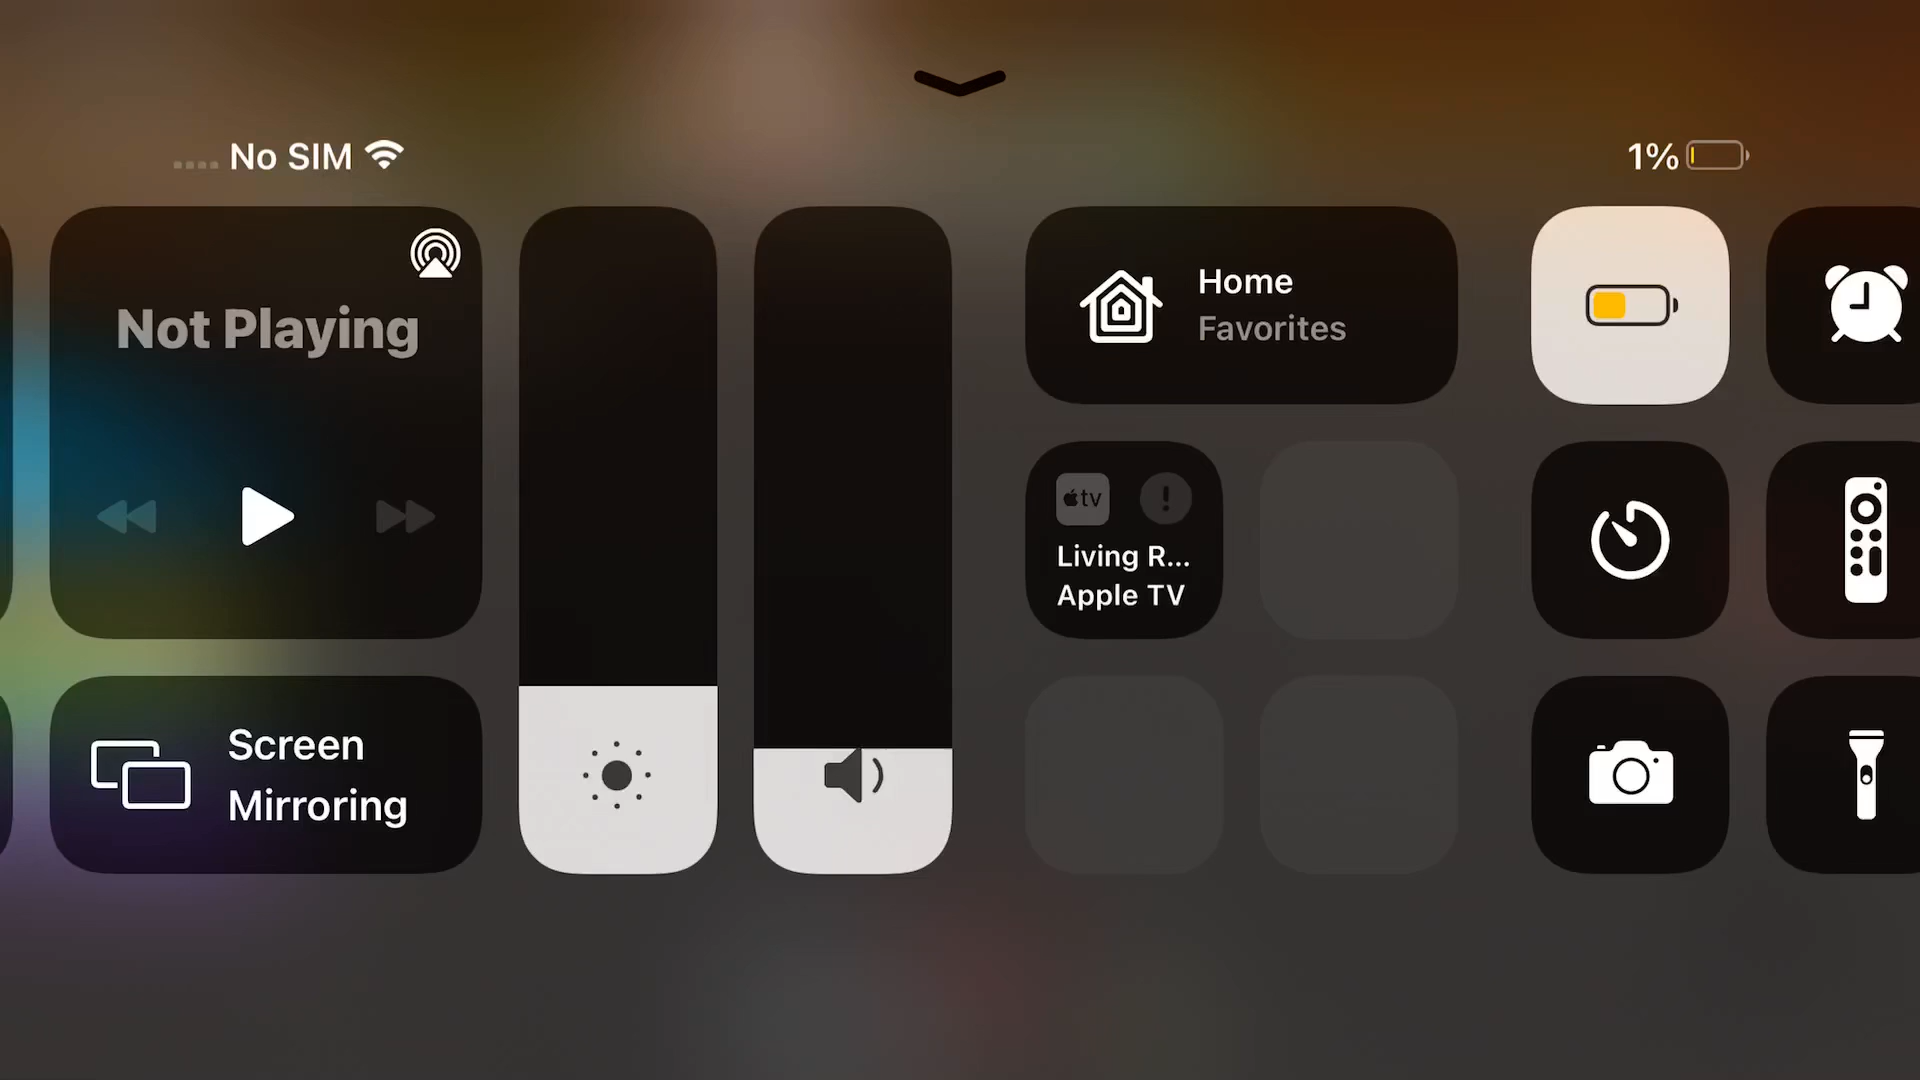 No SIM
1%
Not Playing
Screen
Mirroring
Home
Favorites
tv
Living R...
Apple TV